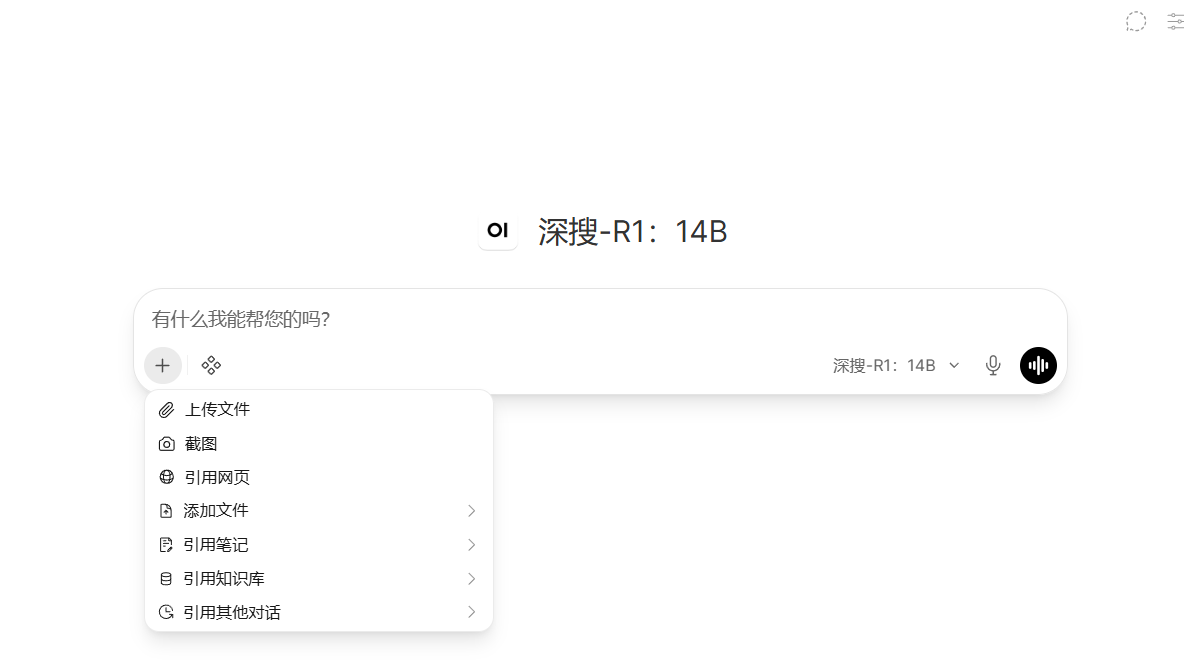 OI 深搜-R1：14B
有什么我能帮您的吗?
深搜-R1：14B
上传文件
截图
引用网页
添加文件
引用笔记
引用知识库
引用其他对话